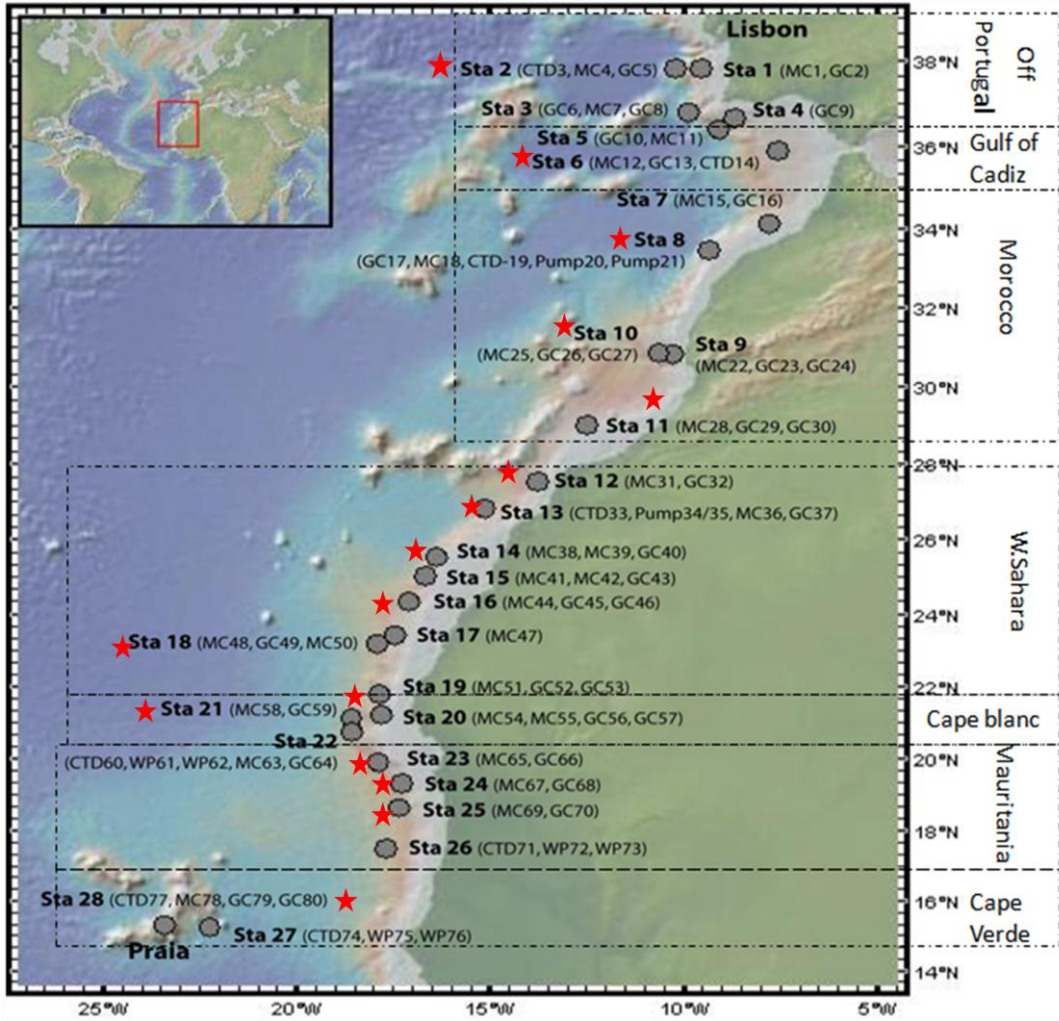 Lisbon
Off
Portugal
38°N
Sta 2 (CTD3, MC4, GC5)
Sta 1 (MC1, GC2)
Sta 3 (GC6, MC7, GC8)
Sta 4 (GC9)
Sta 5 (GC10, MC11)
36°N
Gulf of
Cadiz
Sta 6 (MC12, GC13, CTD14)
Sta 7 (MC15, GC16)
34°N
Sta 8
(GC17, MC18, CTD-19, Pump20, Pump21)
Morocco
32°N
Sta 10
(MC25, GC26, GC27)
Sta 9
(MC22, GC23, GC24)
30°N
Sta 11 (MC28, GC29, GC30)
28°N
Sta 12 (MC31, GC32)
Sta 13 (CTD33, Pump34/35, MC36, GC37)
26°N
Sta 14 (MC38, MC39, GC40)
Sta 15 (MC41, MC42, GC43)
W.Sahara
Sta 16 (MC44, GC45, GC46)
24°N
Sta 17 (MC47)
Sta 18 (MC48, GC49, MC50)
22°N
Sta 19 (MC51, GC52, GC53)
Sta 21 (MC58, GC59)
Sta 20 (MC54, MC55, GC56, GC57)
Cape blanc
Sta 22
(CTD60, WP61, WP62, MC63, GC64)
Sta 23 (MC65, GC66)
20°N
Sta 24 (MC67, GC68)
Mauritania
Sta 25 (MC69, GC70)
18°N
Sta 26 (CTD71, WP72, WP73)
Sta 28 (CTD77, MC78, GC79, GC80)
16°N
Cape
Verde
Sta 27 (CTD74, WP75, WP76)
Praia
14°N
25°W
20°W
15°W
10°W
5°W